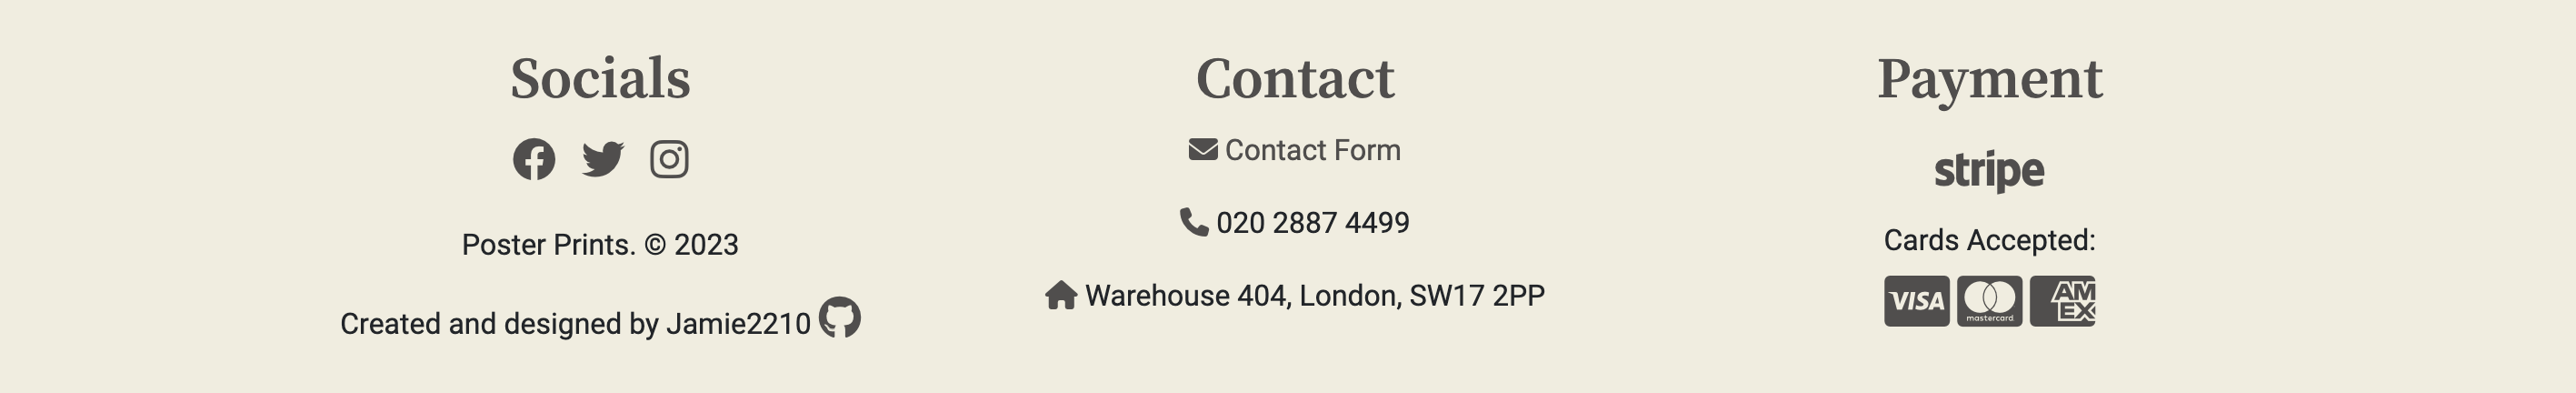 Socials
Poster Prints. © 2023
Created and designed by Jamie2210
Contact
Contact Form
020 2887 4499
Warehouse 404, London, SW17 2PP
Payment
stripe
Cards Accepted:
VISA mastercard AM EX